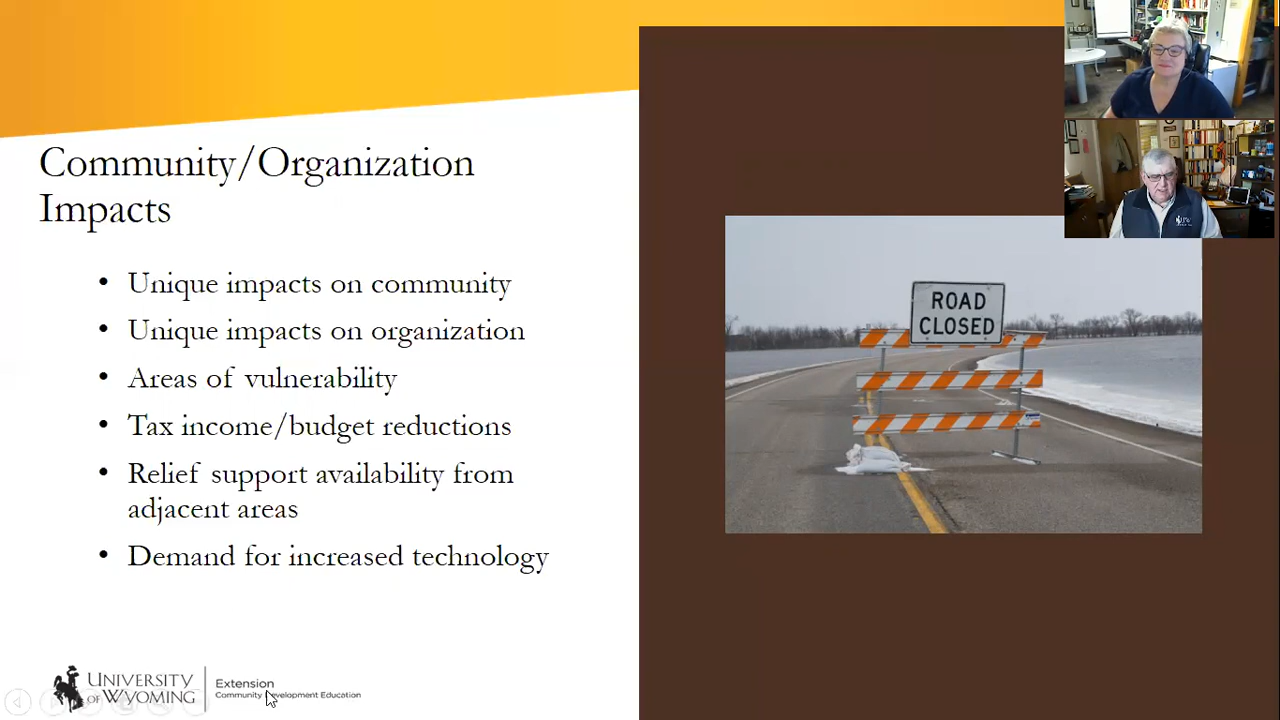 Community/Organization
Impacts
• Unique impacts on community
• Unique impacts on organization
• Areas of vulnerability
• Tax income/budget reductions
• Relief support availability from
adjacent areas
• Demand for increased technology
ROAD
CLOSED
UNIVERSITY
OF WYOMING
Extension
Community Development Education